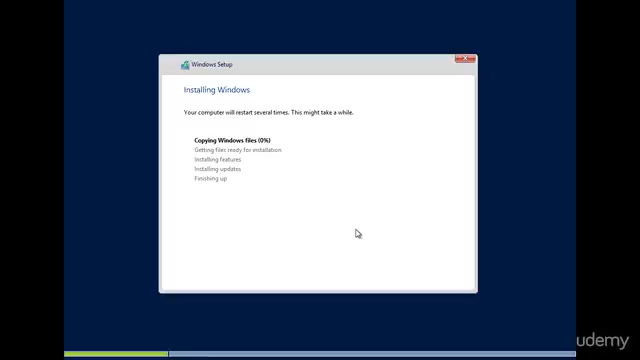 Windows Setup
Installing Windows
Your computer will restart several times. This might take a while.
Copying Windows files (0%)
Getting files ready for installation
Installing features
Installing updates
Finishing up
udemy